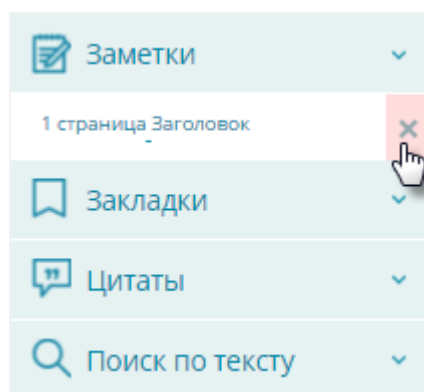 Заметки
1 страница Заголовок
Закладки
Цитаты
Поиск по тексту